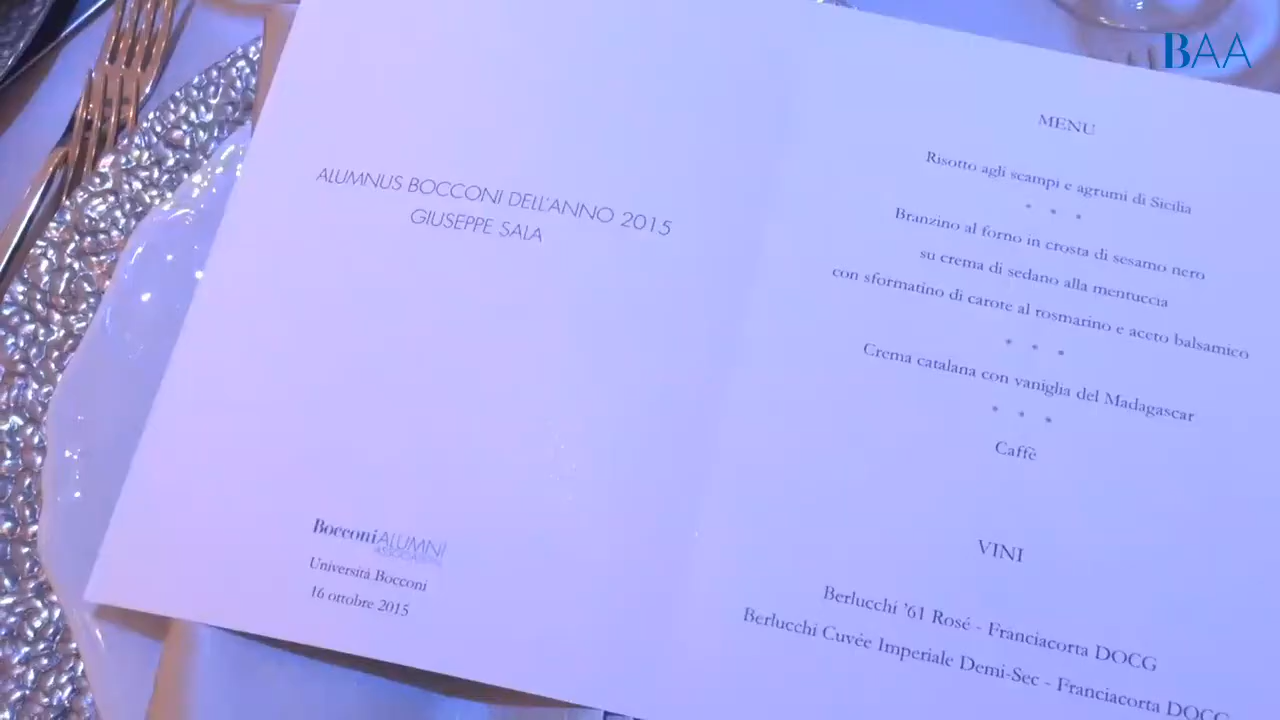 BAA
ALUMNUS BOCCONI DELL'ANNO 2015
GIUSEPPE SALA
BocconiALUMNI
ASSOCIATION
Università Bocconi
16 ottobre 2015
MENU
Risotto agli scampi e agrumi di Sicilia
* * *
Branzino al forno in crosta di sesamo nero
su crema di sedano alla mentuccia
con sformatino di carote al rosmarino e aceto balsamico
* * *
Crema catalana con vaniglia del Madagascar
* * *
Caffè
VINI
Berlucchi '61 Rosé - Franciacorta DOCG
Berlucchi Cuvée Imperiale Demi-Sec - Franciacorta DOCG